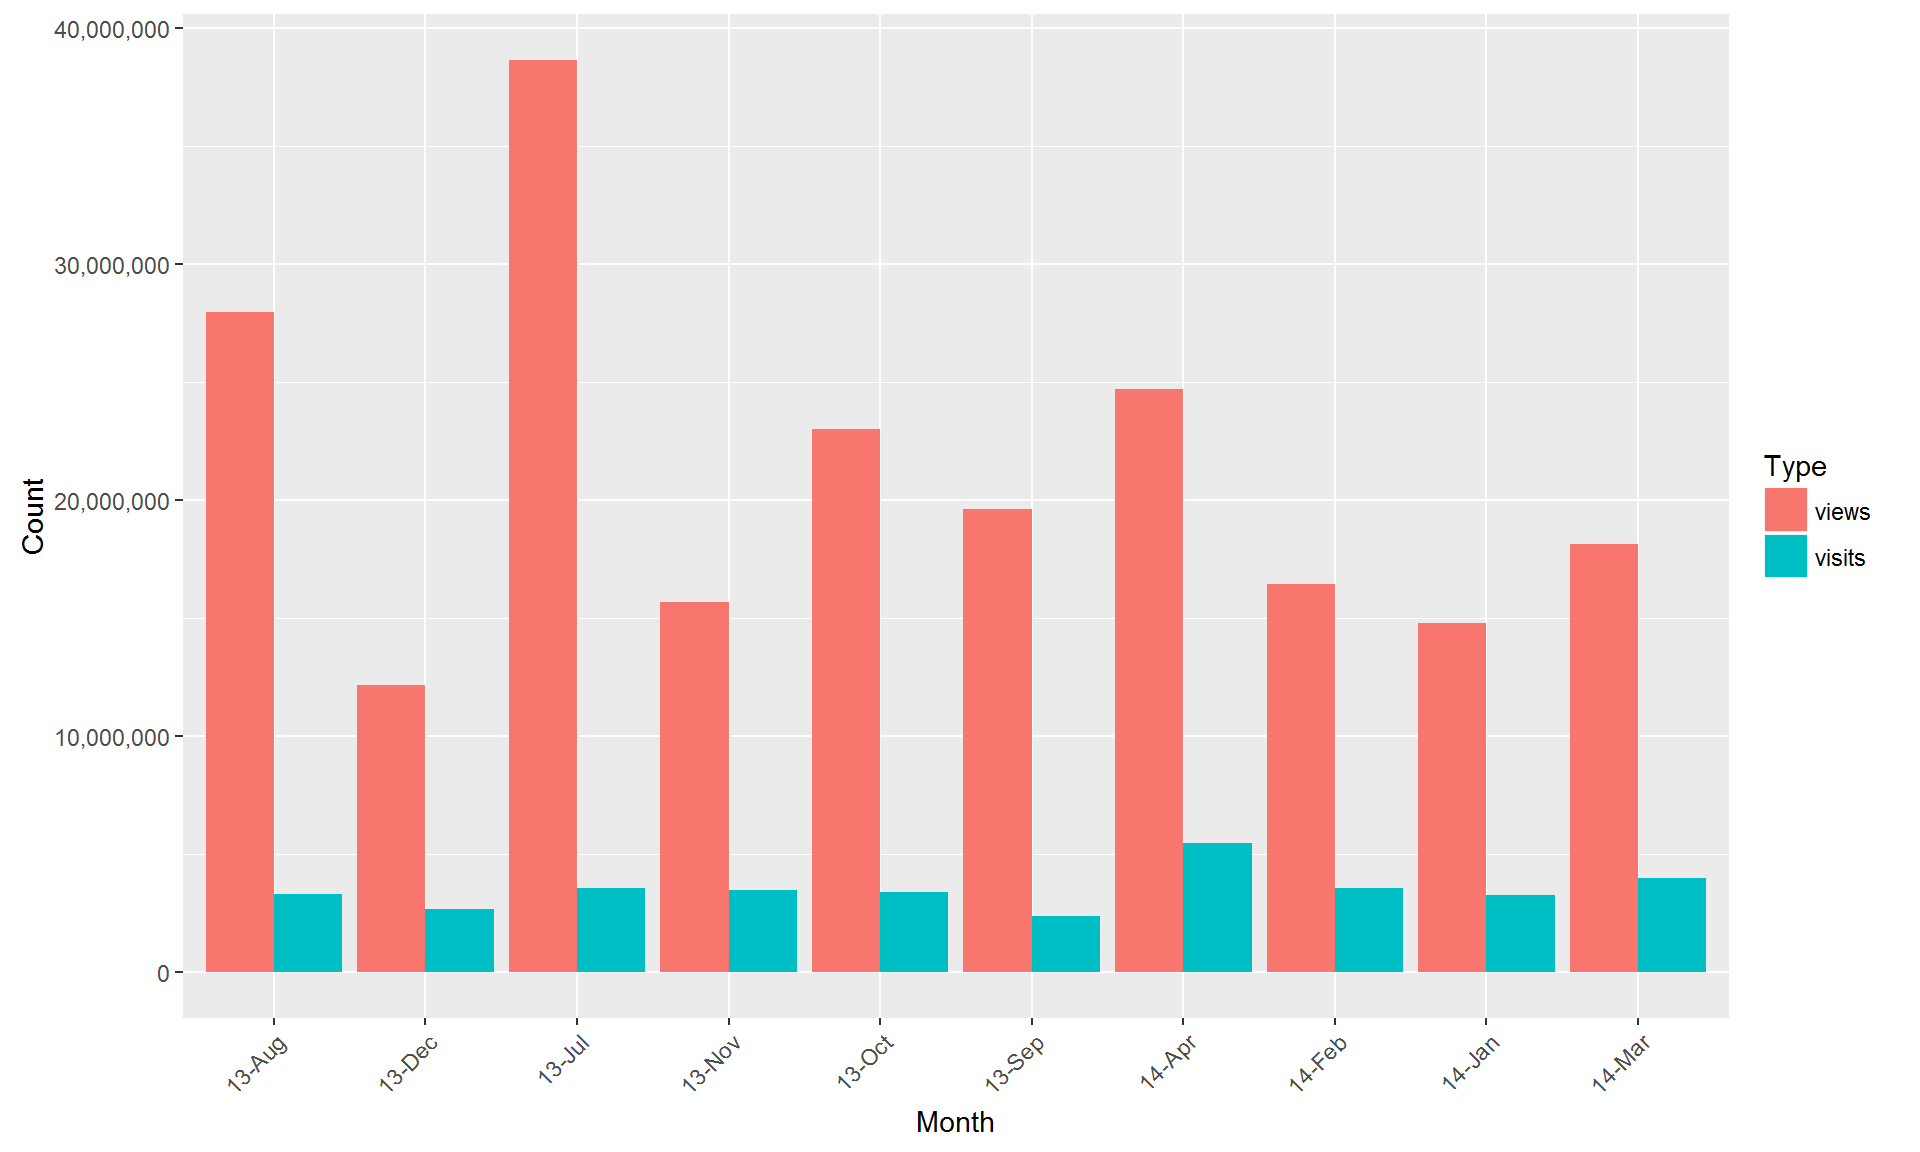 40,000,000
30,000,000
20,000,000
10,000,000
0
Count
13-Aug
13-Dec
13-Jul
13-Nov
13-Oct
13-Sep
14-Apr
14-Feb
14-Jan
14-Mar
Month
Type
views
visits